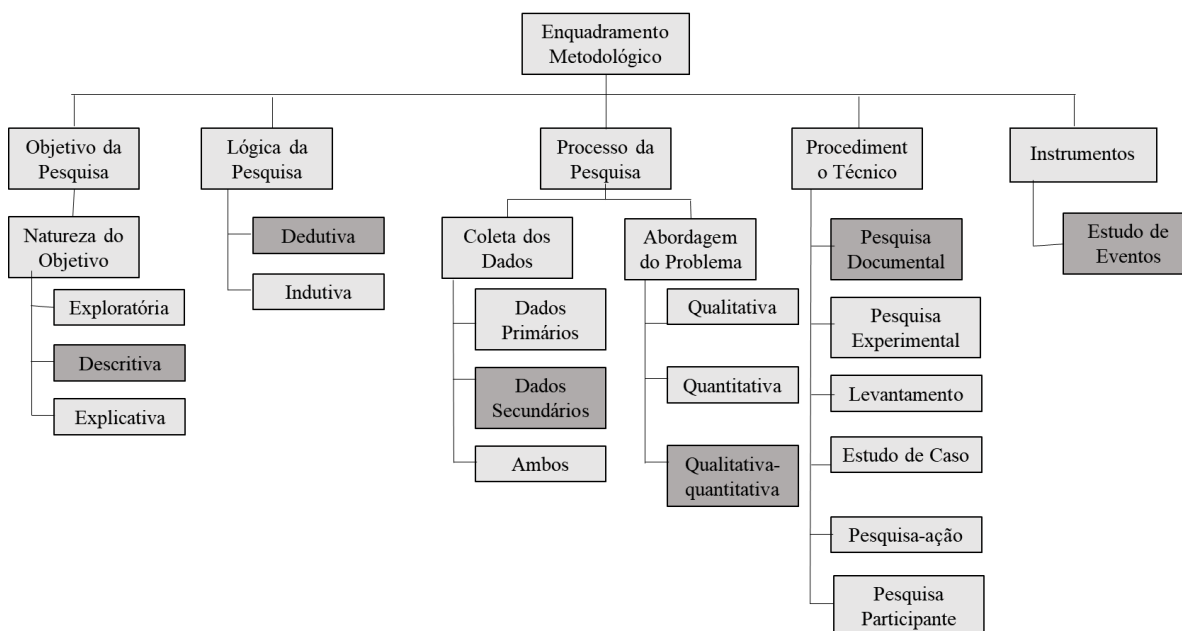 Enquadramento
Metodológico
Objetivo da
Pesquisa
Lógica da
Pesquisa
Processo da
Pesquisa
Procediment
o Técnico
Instrumentos
Natureza do
Objetivo
Exploratória
Descritiva
Explicativa
Dedutiva
Indutiva
Coleta dos
Dados
Dados
Primários
Dados
Secundários
Ambos
Abordagem
do Problema
Qualitativa
Quantitativa
Qualitativa-
quantitativa
Pesquisa
Documental
Pesquisa
Experimental
Levantamento
Estudo de Caso
Pesquisa-ação
Pesquisa
Participante
Estudo de
Eventos